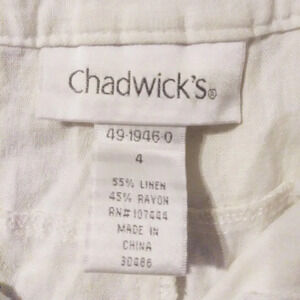 Chadwick's®
49-1946-0
4
55% LINEN
45% RAYON
RN# 107444
MADE IN
CHINA
30486